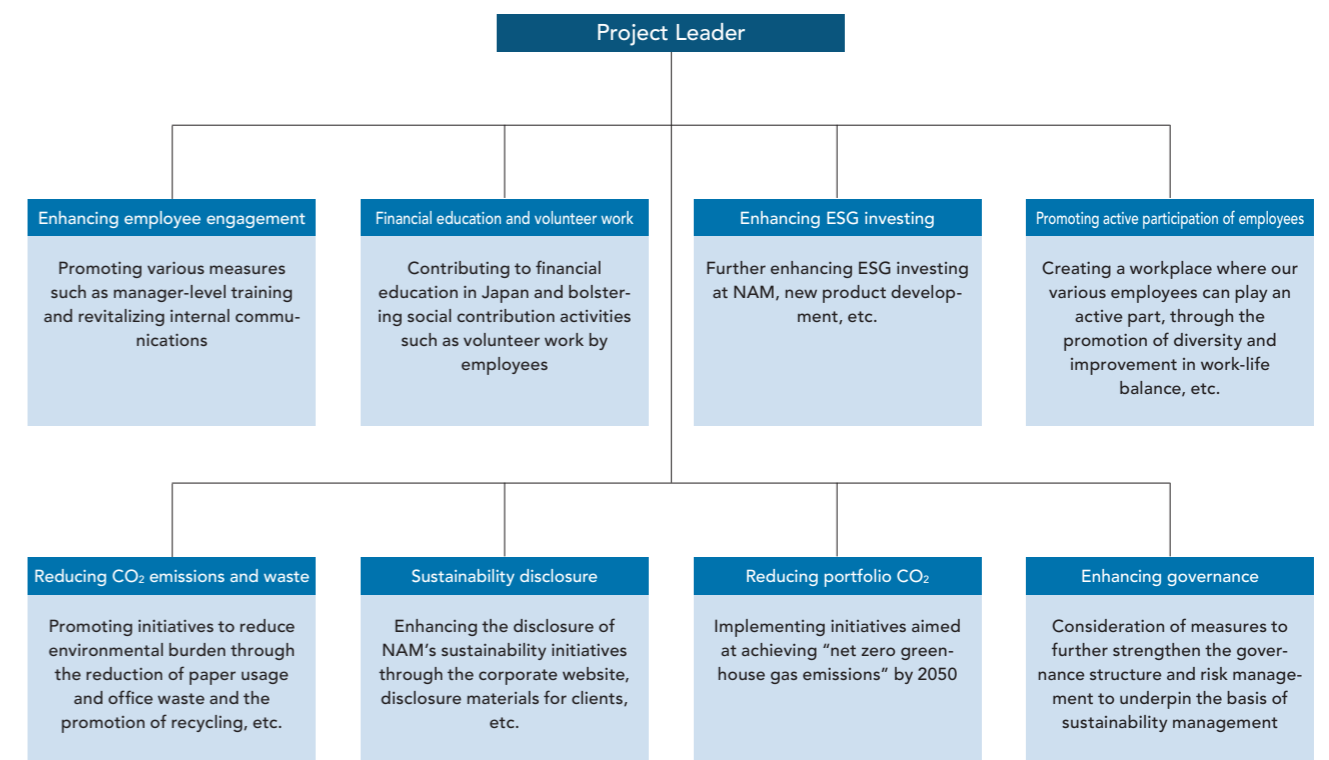 Project Leader
Enhancing employee engagement
Promoting various measures
such as manager-level training
and revitalizing internal commu-
nications
Financial education and volunteer work
Contributing to financial
education in Japan and bolster-
ing social contribution activities
such as volunteer work by
employees
Enhancing ESG investing
Further enhancing ESG investing
at NAM, new product develop-
ment, etc.
Promoting active participation of employees
Creating a workplace where our
various employees can play an
active part, through the
promotion of diversity and
improvement in work-life
balance, etc.
Reducing CO₂ emissions and waste
Promoting initiatives to reduce
environmental burden through
the reduction of paper usage
and office waste and the
promotion of recycling, etc.
Sustainability disclosure
Enhancing the disclosure of
NAM’s sustainability initiatives
through the corporate website,
disclosure materials for clients,
etc.
Reducing portfolio CO₂
Implementing initiatives aimed
at achieving “net zero green-
house gas emissions” by 2050
Enhancing governance
Consideration of measures to
further strengthen the gover-
nance structure and risk manage-
ment to underpin the basis of
sustainability management